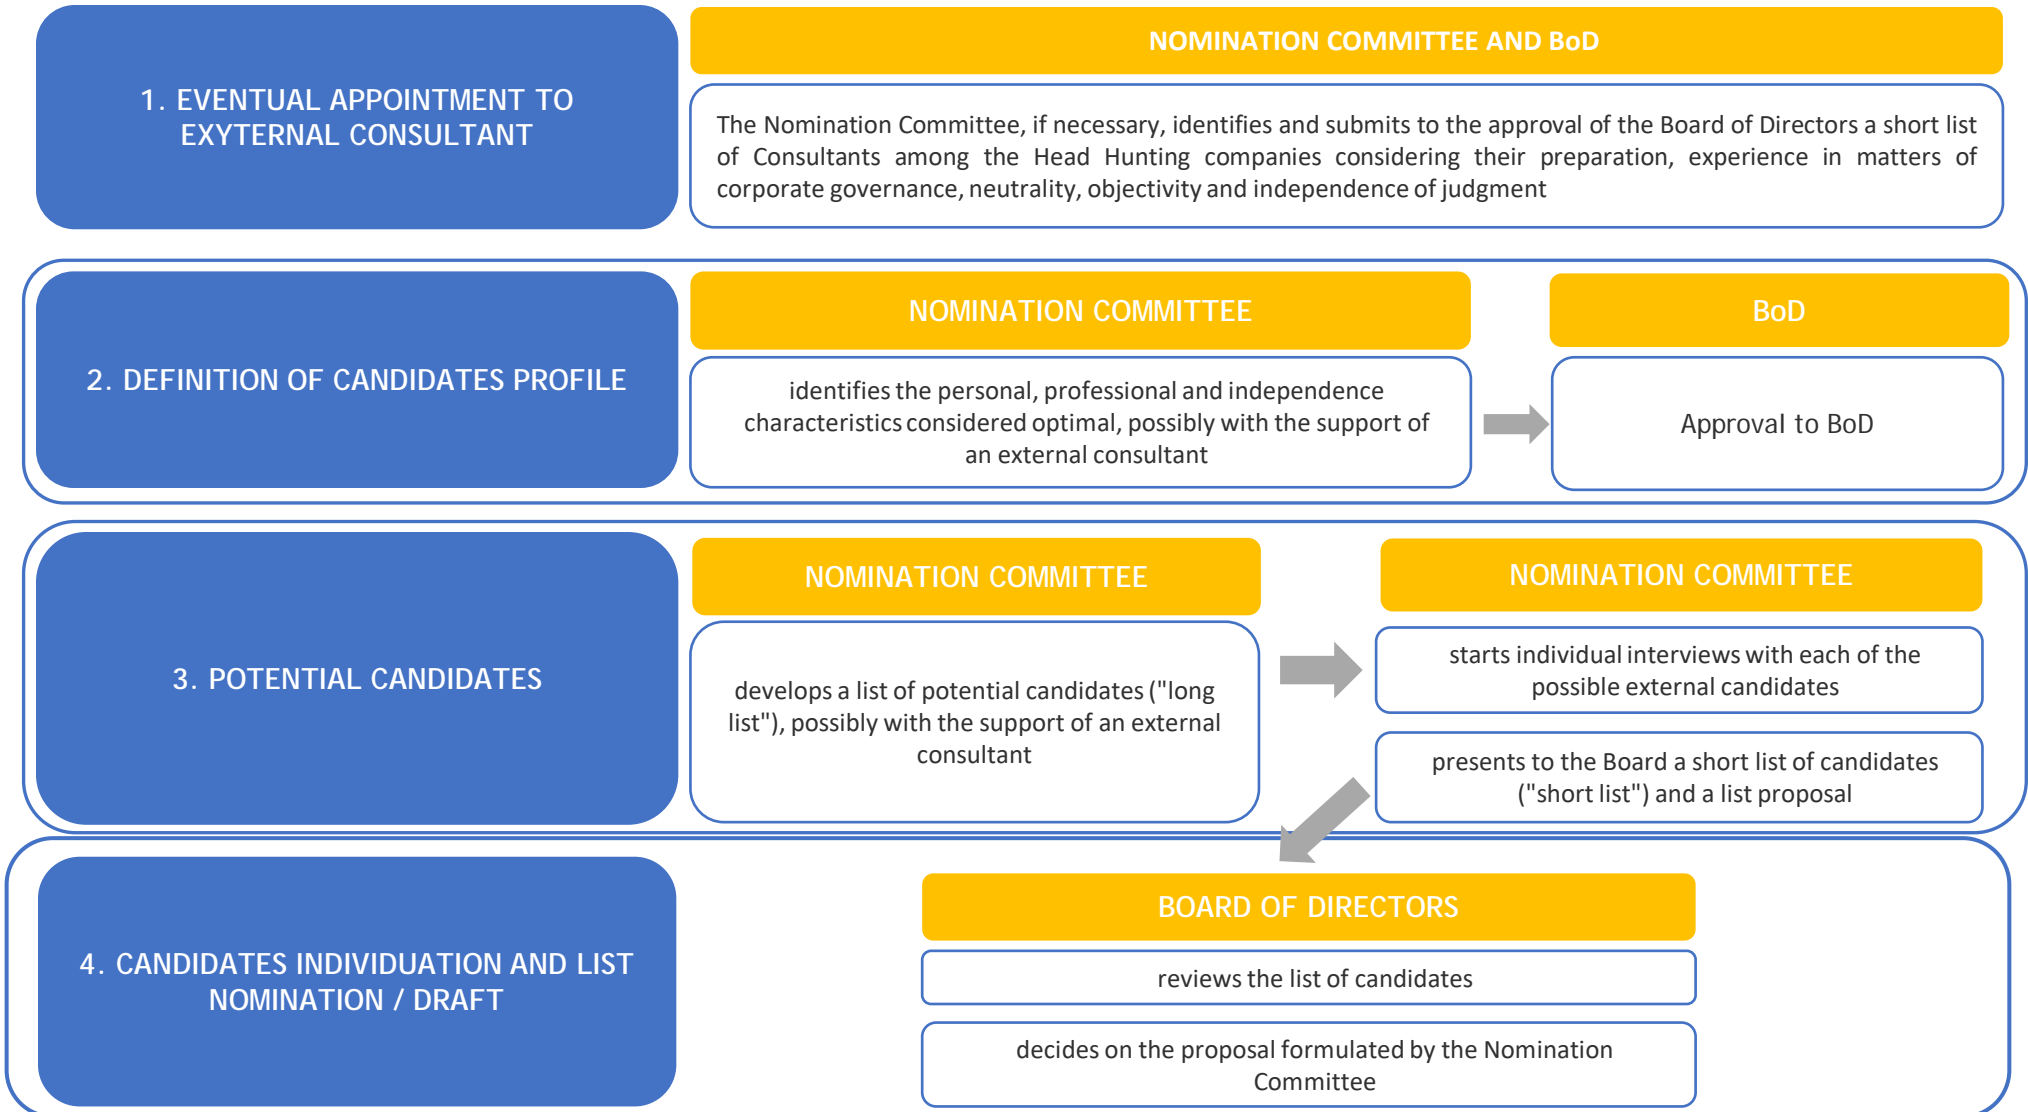 1. EVENTUAL APPOINTMENT TO
EXYTERNAL CONSULTANT
NOMINATION COMMITTEE AND BoD
The Nomination Committee, if necessary, identifies and submits to the approval of the Board of Directors a short list
of Consultants among the Head Hunting companies considering their preparation, experience in matters of
corporate governance, neutrality, objectivity and independence of judgment
2. DEFINITION OF CANDIDATES PROFILE
NOMINATION COMMITTEE
identifies the personal, professional and independence
characteristics considered optimal, possibly with the support of
an external consultant
BoD
Approval to BoD
3. POTENTIAL CANDIDATES
NOMINATION COMMITTEE
develops a list of potential candidates ("long
list"), possibly with the support of an external
consultant
NOMINATION COMMITTEE
starts individual interviews with each of the
possible external candidates
presents to the Board a short list of candidates
("short list") and a list proposal
4. CANDIDATES INDIVIDUATION AND LIST
NOMINATION / DRAFT
BOARD OF DIRECTORS
reviews the list of candidates
decides on the proposal formulated by the Nomination
Committee